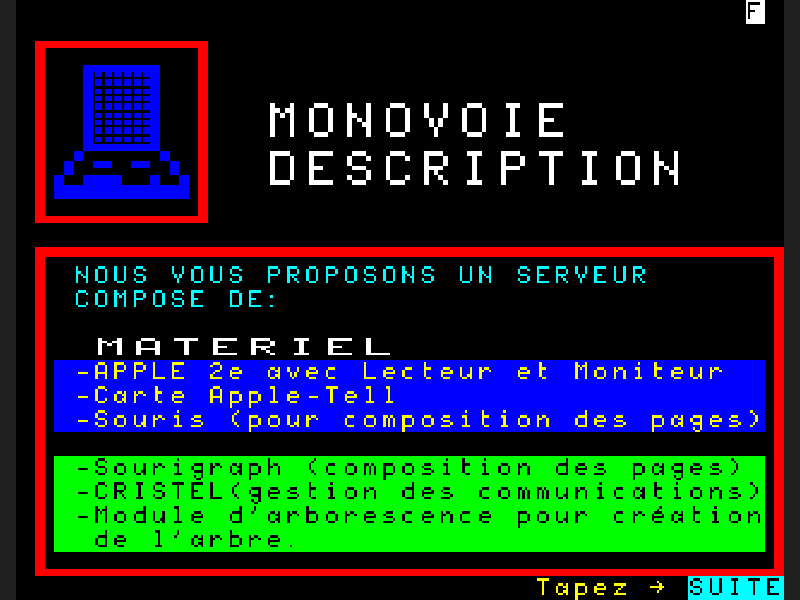 F
MONOVOIE
DESCRIPTION
NOUS VOUS PROPOSONS UN SERVEUR
COMPOSE DE:
MATERIEL
-APPLE 2e avec Lecteur et Moniteur
-Carte Apple-Tell
-Souris (pour composition des pages)
-Sourigraph (composition des pages)
-CRISTEL(gestion des communications)
-Module d'arborescence pour création
de l'arbre.
Tapez → SUITE